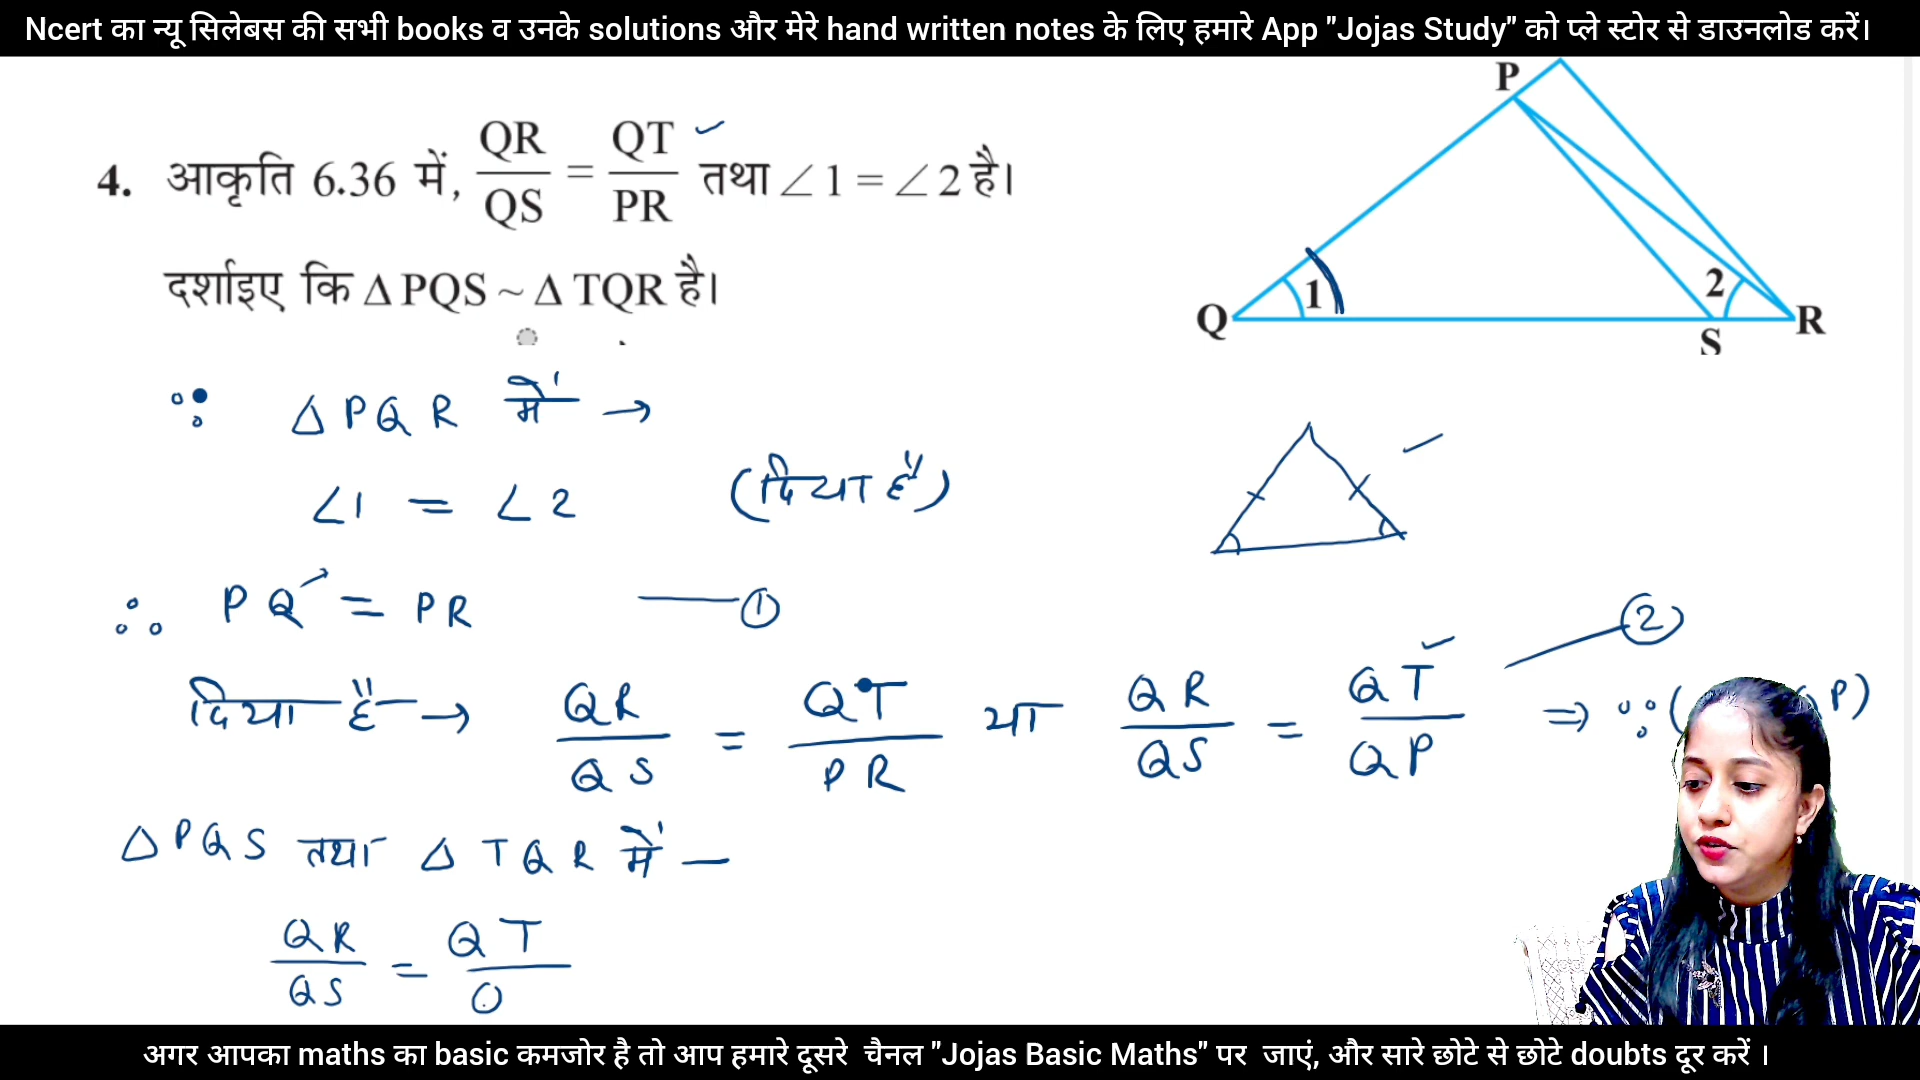 Ncert का न्यू सिलेबस की सभी books व उनके solutions और मेरे hand written notes के लिए हमारे App "Jojas Study" को प्ले स्टोर से डाउनलोड करें।
4. आकृति 6.36 में, QR/QS = QT/PR तथा ∠1 = ∠2 है।
दर्शाइए कि Δ PQS ~ Δ TQR है।
P
Q
1
2
S
R
∵ Δ PQR में →
∠1 = ∠2 (दिया है)
∴ PQ = PR —①
दिया है → QR/QS = QT/PR या QR/QS = QT/QP —② ⇒ ∵ ( QP)
Δ PQS तथा Δ TQR में —
QR/QS = QT/
अगर आपका maths का basic कमजोर है तो आप हमारे दूसरे चैनल "Jojas Basic Maths" पर जाएं, और सारे छोटे से छोटे doubts दूर करें ।